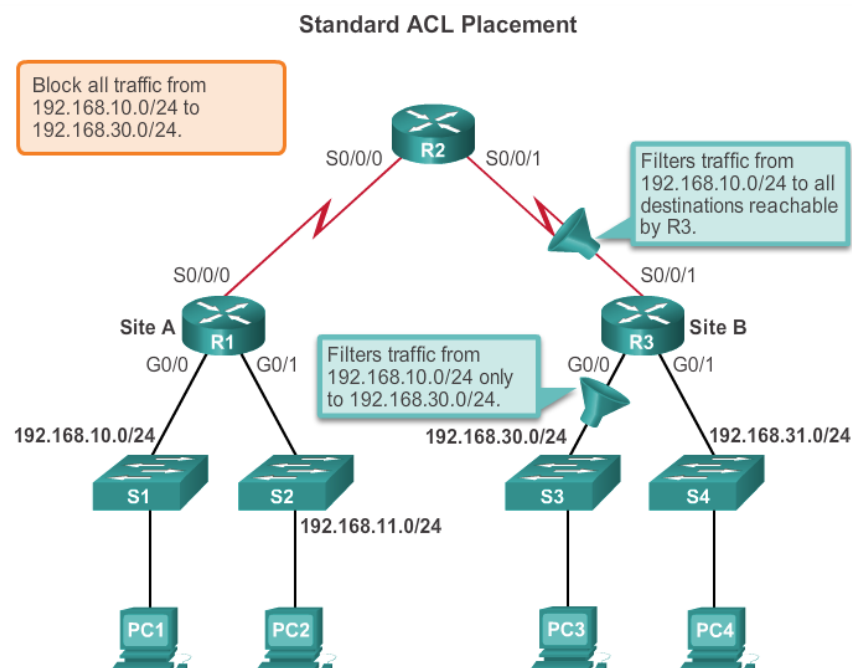 Standard ACL Placement
Block all traffic from
192.168.10.0/24 to
192.168.30.0/24.
R2
S0/0/0
S0/0/1
Filters traffic from
192.168.10.0/24 to all
destinations reachable
by R3.
S0/0/0
S0/0/1
Site A
R1
R3
Site B
G0/0
G0/1
Filters traffic from
192.168.10.0/24 only
to 192.168.30.0/24.
G0/0
G0/1
192.168.10.0/24
192.168.30.0/24
192.168.31.0/24
S1
S2
S3
S4
192.168.11.0/24
PC1
PC2
PC3
PC4